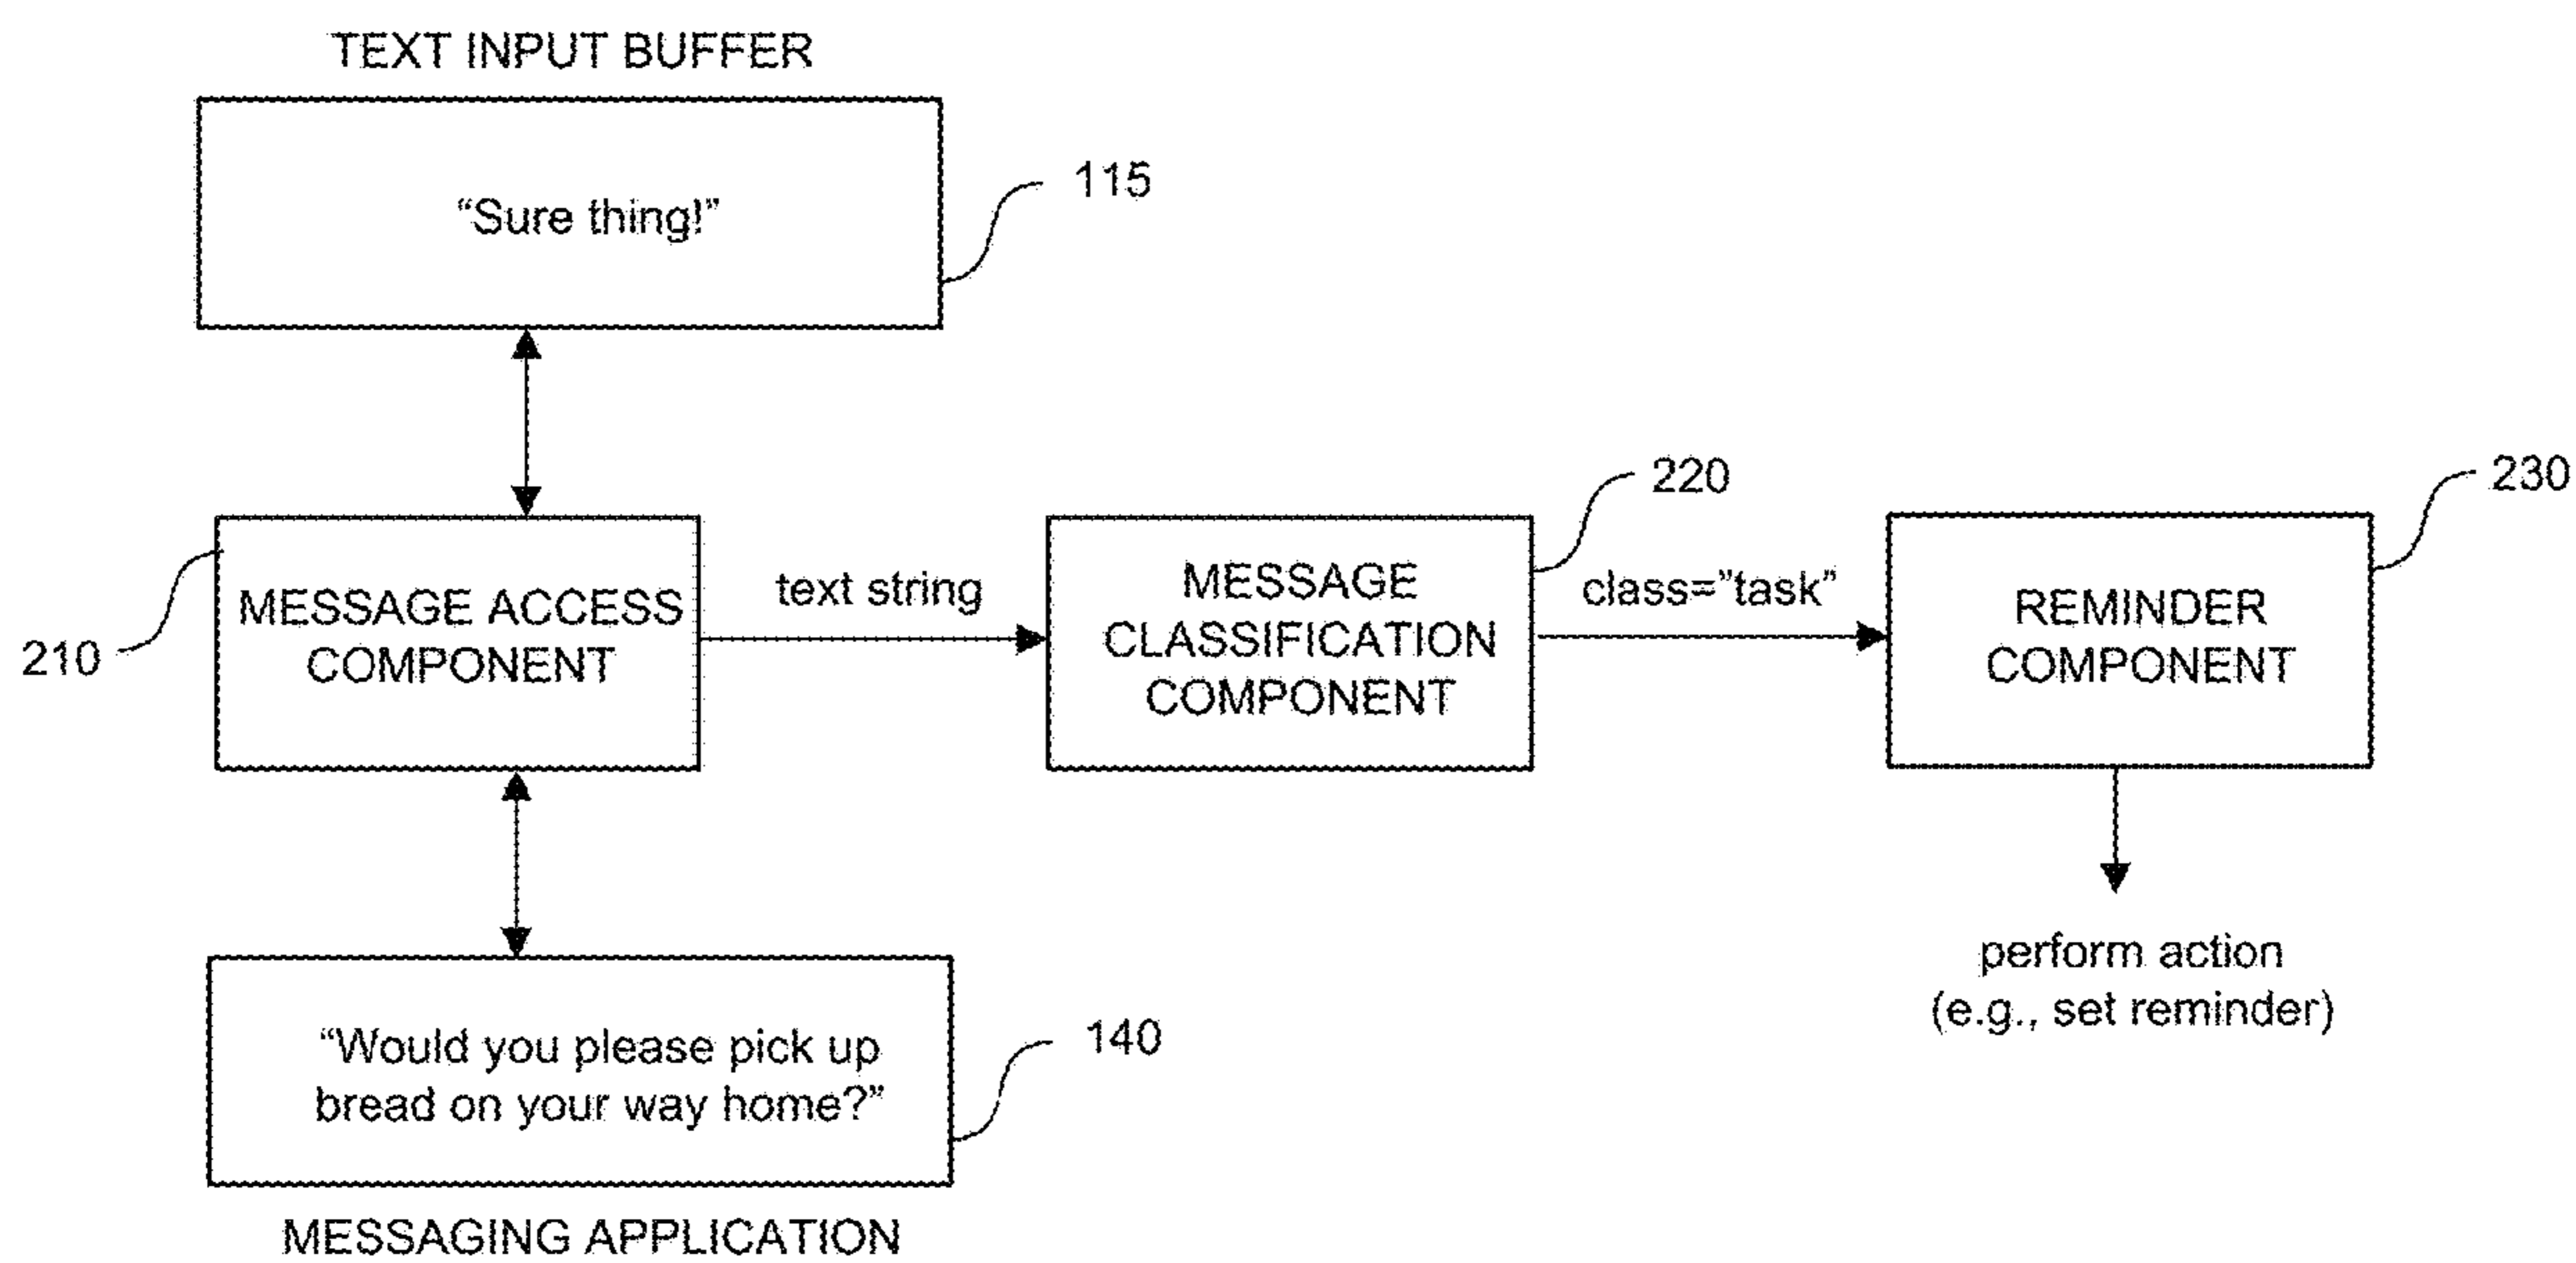 TEXT INPUT BUFFER
“Sure thing!”
115
210
MESSAGE ACCESS
COMPONENT
text string
220
MESSAGE
CLASSIFICATION
COMPONENT
class=”task”
230
REMINDER
COMPONENT
perform action
(e.g., set reminder)
“Would you please pick up
bread on your way home?”
140
MESSAGING APPLICATION